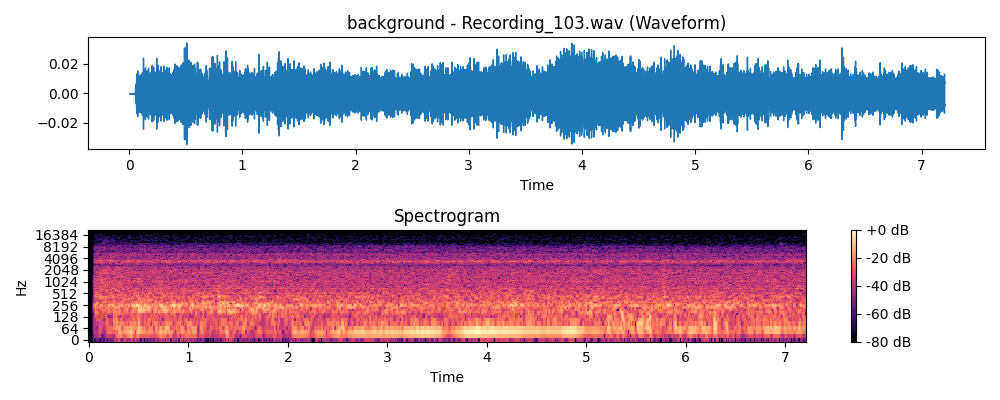 background - Recording_103.wav (Waveform)
0.02
0.00
−0.02
0 1 2 3 4 5 6 7
Time
Spectrogram
Hz
16384
8192
4096
2048
1024
512
256
128
64
0
0 1 2 3 4 5 6 7
Time
+0 dB
-20 dB
-40 dB
-60 dB
-80 dB